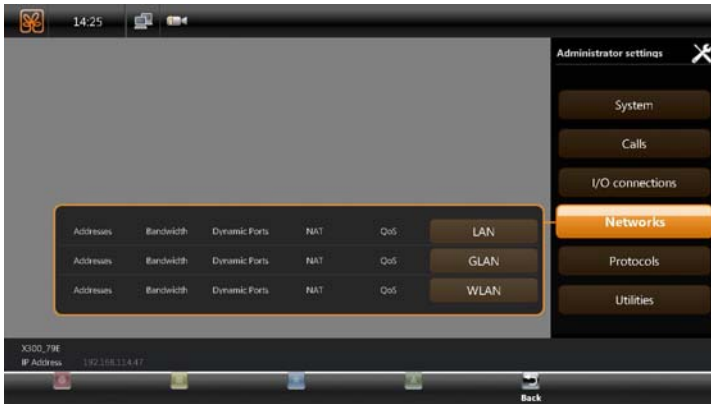 14:25
Administrator settings
System
Calls
I/O connections
Networks
Addresses Bandwidth Dynamic Ports NAT QoS LAN
Addresses Bandwidth Dynamic Ports NAT QoS GLAN
Addresses Bandwidth Dynamic Ports NAT QoS WLAN
Protocols
Utilities
X300_79E
IP Address 192.168.114.47
Back